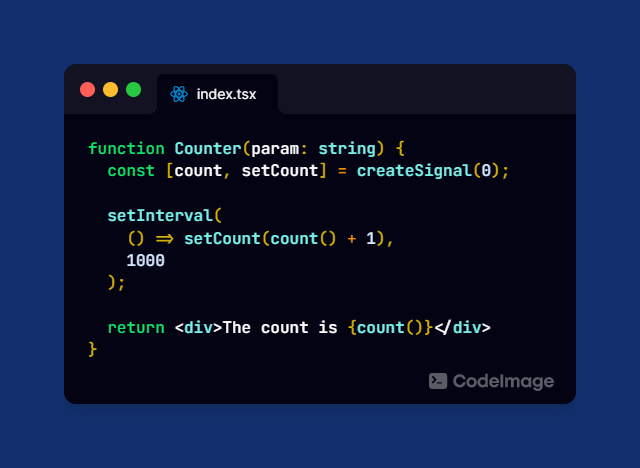 index.tsx
function Counter(param: string) {
  const [count, setCount] = createSignal(0);
  setInterval(
    () => setCount(count() + 1),
    1000
  );
  return <div>The count is {count()}</div>
}
CodeImage